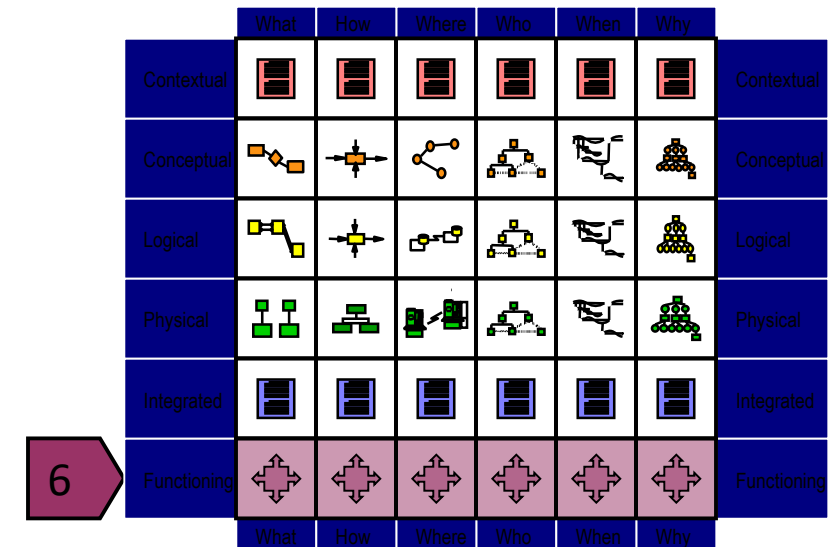 What How Where Who When Why
Contextual Contextual
Conceptual Conceptual
Logical Logical
Physical Physical
Integrated Integrated
6 Functioning Functioning
What How Where Who When Why